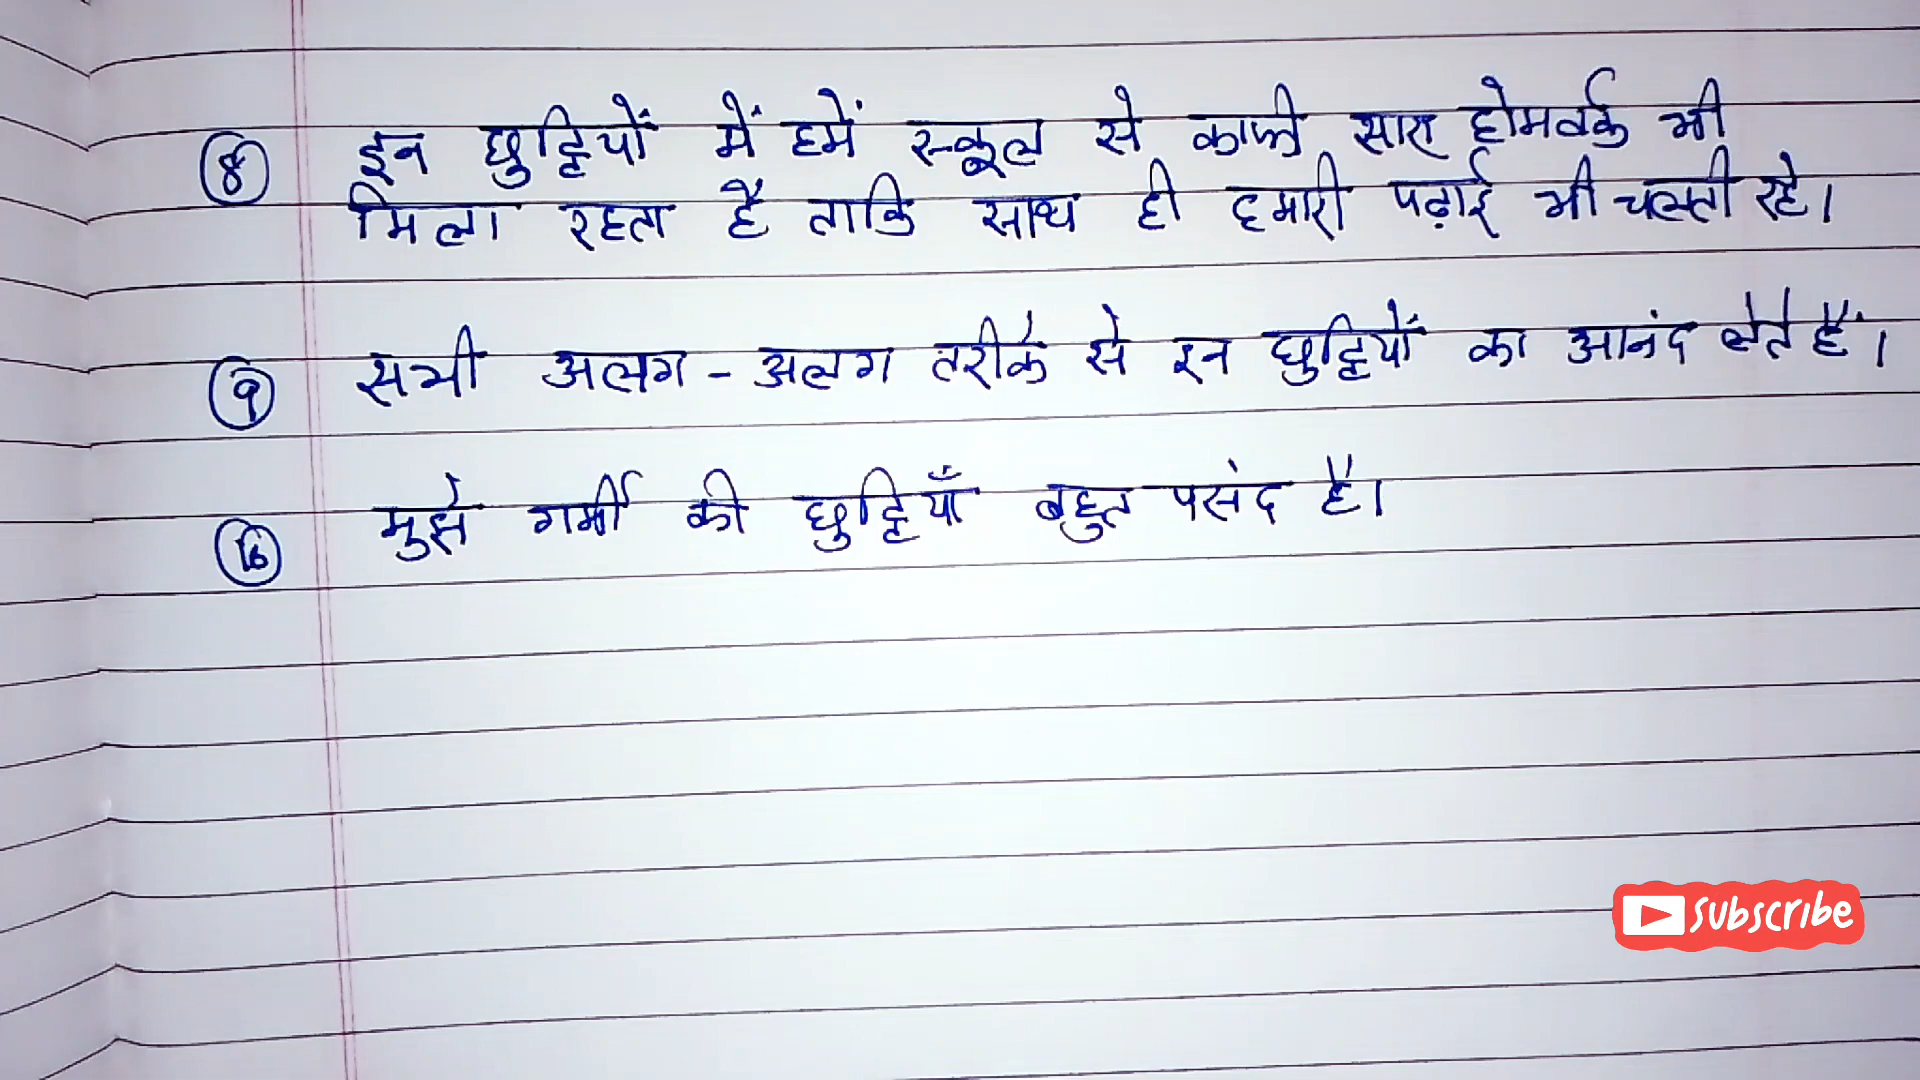 8 इन छुट्टियों में हमें स्कूल से काफी सारा होमवर्क भी
मिला रहता है ताकि साथ ही हमारी पढ़ाई भी चलती रहे।
9 सभी अलग - अलग तरीके से इन छुट्टियों का आनंद लेते हैं।
10 मुझे गर्मी की छुट्टियाँ बहुत पसंद है।
Subscribe